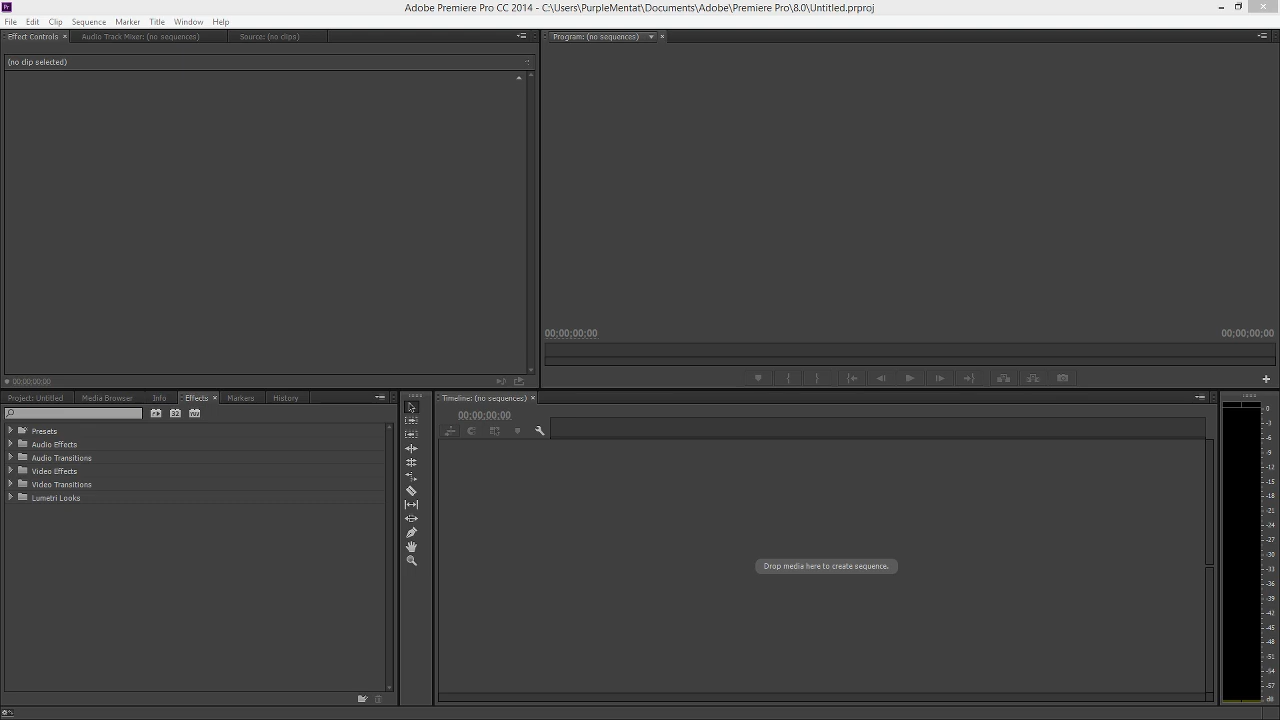 Adobe Premiere Pro CC 2014 - C:\Users\PurpleMentat\Documents\Adobe\Premiere Pro\8.0\Untitled.prproj
File Edit Clip Sequence Marker Title Window Help
Effect Controls × Audio Track Mixer: (no sequences) Source: (no clips)
Program: (no sequences) ×
(no clip selected)
00;00;00;00
00;00;00;00
00;00;00;00
Project: Untitled Media Browser Info Effects × Markers History
Presets
Audio Effects
Audio Transitions
Video Effects
Video Transitions
Lumetri Looks
Timeline: (no sequences) ×
00;00;00;00
Drop media here to create sequence.
0
-3
-6
-9
-12
-15
-18
-21
-24
-27
-30
-33
-36
-39
-42
-45
-48
-51
-54
-57
dB